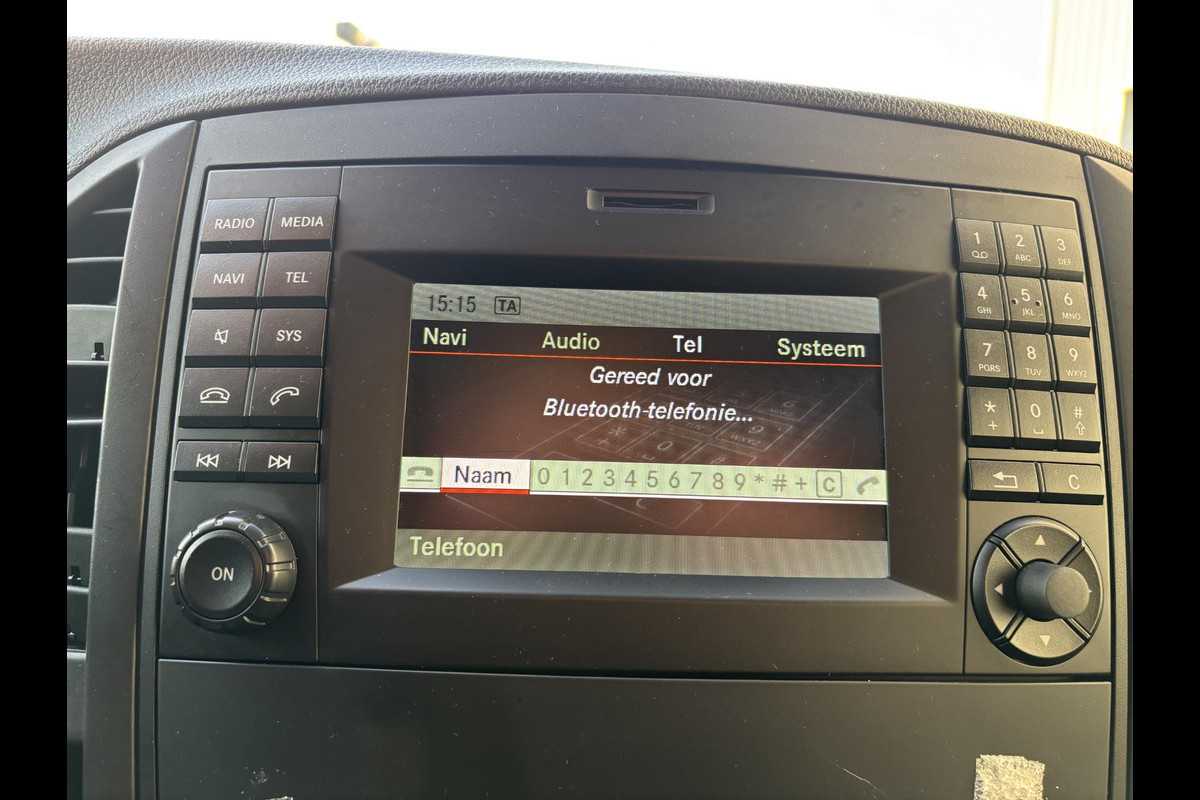 RADIO MEDIA
NAVI TEL
SYS
ON
15:15 TA
Navi Audio Tel Systeem
Gereed voor
Bluetooth-telefonie...
Naam 0 1 2 3 4 5 6 7 8 9 * # + C
Telefoon
1 2 ABC 3 DEF
4 GHI 5 JKL 6 MNO
7 PQRS 8 TUV 9 WXYZ
* + 0 #
C